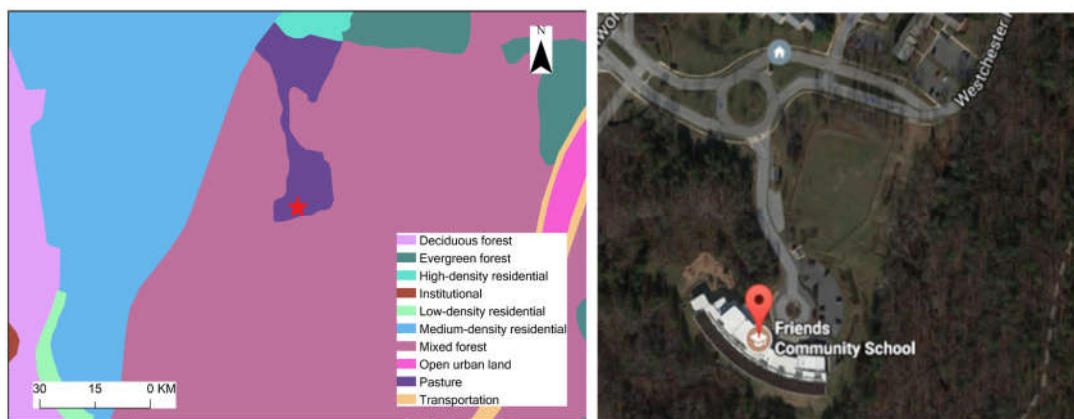 N
Deciduous forest
Evergreen forest
High-density residential
Institutional
Low-density residential
Medium-density residential
Mixed forest
Open urban land
Pasture
Transportation
30 15 0 KM
Westchester
Friends
Community School